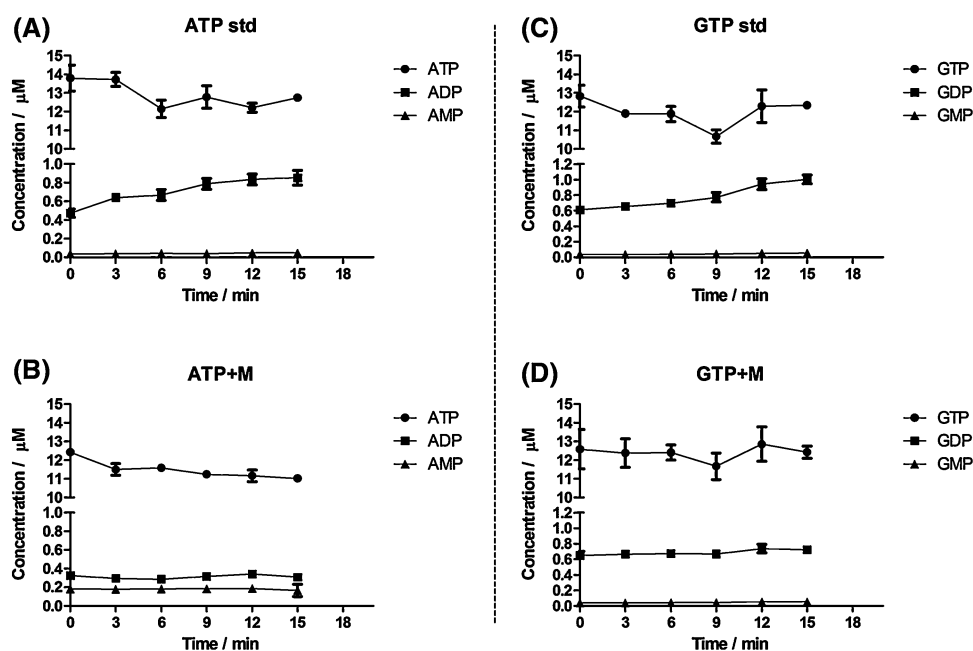 (A)
ATP std
15
14
13
12
11
10
1.0
0.8
0.6
0.4
0.2
0.0
Concentration / μM
0 3 6 9 12 15 18
Time / min
ATP
ADP
AMP
(C)
GTP std
15
14
13
12
11
10
1.2
1.0
0.8
0.6
0.4
0.2
0.0
Concentration / μM
0 3 6 9 12 15 18
Time / min
GTP
GDP
GMP
(B)
ATP+M
15
14
13
12
11
10
1.0
0.8
0.6
0.4
0.2
0.0
Concentration / μM
0 3 6 9 12 15 18
Time / min
ATP
ADP
AMP
(D)
GTP+M
15
14
13
12
11
10
1.2
1.0
0.8
0.6
0.4
0.2
0.0
Concentration / μM
0 3 6 9 12 15 18
Time / min
GTP
GDP
GMP